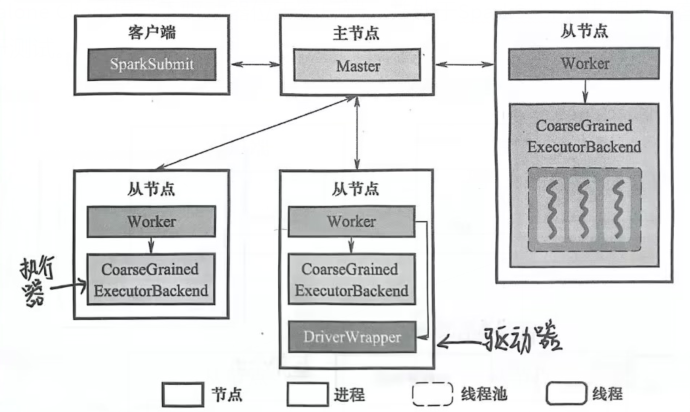 客户端
SparkSubmit
主节点
Master
从节点
Worker
CoarseGrained
ExecutorBackend
从节点
Worker
CoarseGrained
ExecutorBackend
执行
器
从节点
Worker
CoarseGrained
ExecutorBackend
DriverWrapper
驱动器
节点
进程
线程池
线程